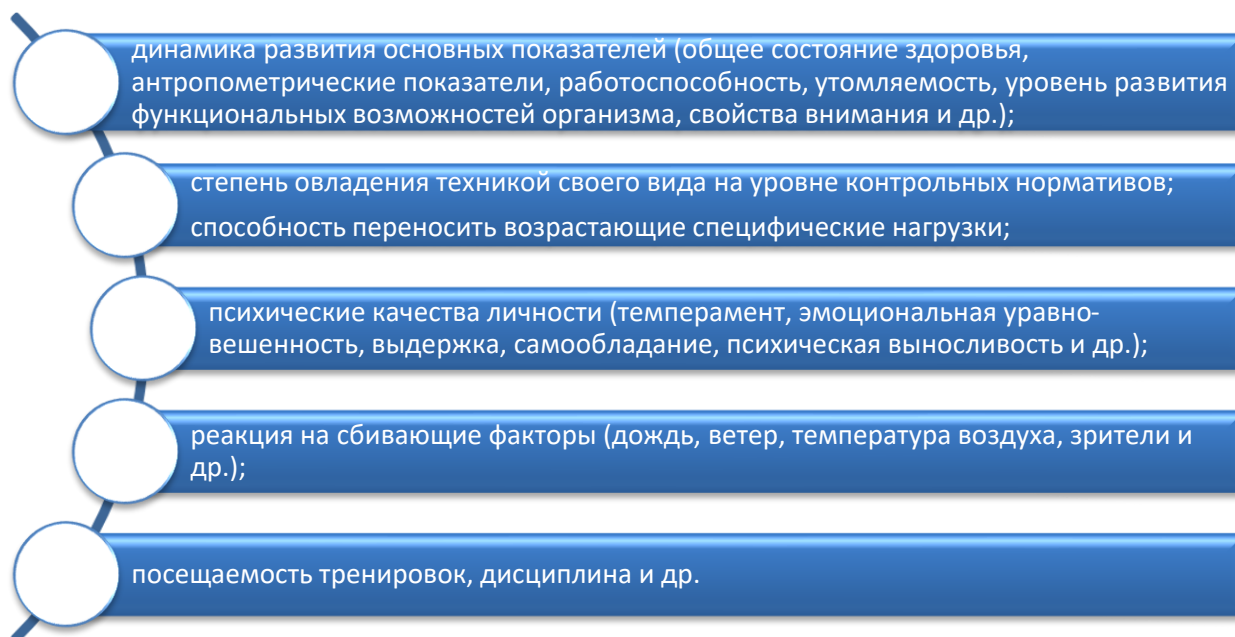 динамика развития основных показателей (общее состояние здоровья,
антропометрические показатели, работоспособность, утомляемость, уровень развития
функциональных возможностей организма, свойства внимания и др.);
степень овладения техникой своего вида на уровне контрольных нормативов;
способность переносить возрастающие специфические нагрузки;
психические качества личности (темперамент, эмоциональная уравно-
вешенность, выдержка, самообладание, психическая выносливость и др.);
реакция на сбивающие факторы (дождь, ветер, температура воздуха, зрители и
др.);
посещаемость тренировок, дисциплина и др.